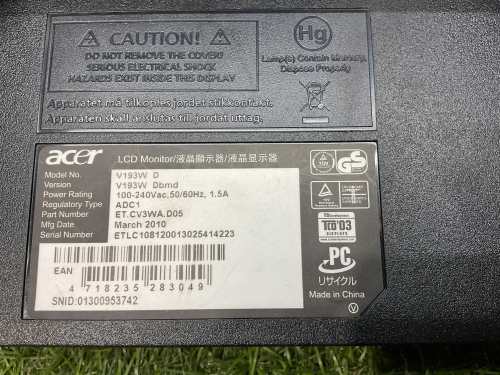 CAUTION!
DO NOT REMOVE THE COVER!
SERIOUS ELECTRICAL SHOCK
HAZARDS EXIST INSIDE THIS DISPLAY
Hg
Lamp(s) Contain Mercury,
Dispose Properly
Apparatet må tilkoples jordet stikkontakt.
Apparaten skall anslutas till jordat uttag.
acer
LCD Monitor/液晶顯示器/液晶显示器
Model No. V193W D
Version V193W Dbmd
Power Rating 100-240Vac,50/60Hz, 1.5A
Regulatory Type ADC1
Part Number ET.CV3WA.D05
Mfg Date March 2010
Serial Number ETLC108120013025414223
EAN
4 718235 283049
SNID:01300953742
GS
TCO'03
DISPLAYS
PC
リサイクル
Made in China
V